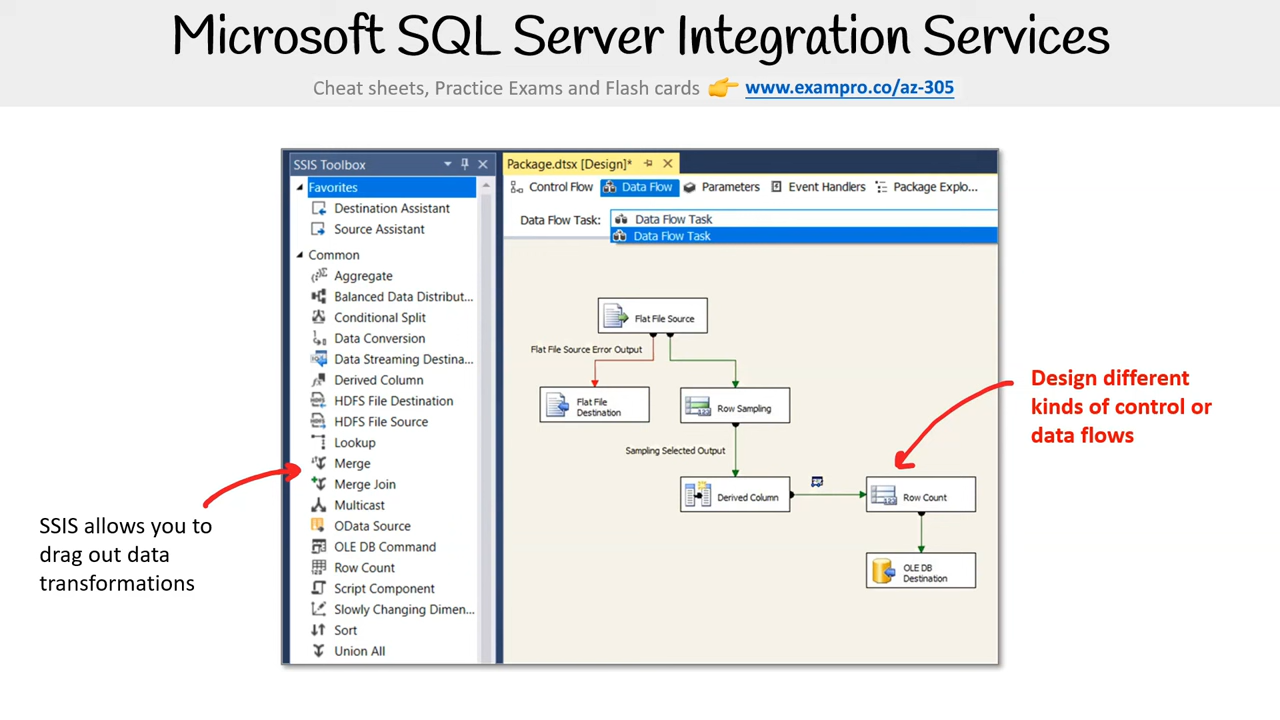 Microsoft SQL Server Integration Services
Cheat sheets, Practice Exams and Flash cards 👉 www.exampro.co/az-305
SSIS Toolbox
Favorites
Destination Assistant
Source Assistant
Common
Aggregate
Balanced Data Distribut...
Conditional Split
Data Conversion
Data Streaming Destina...
Derived Column
HDFS File Destination
HDFS File Source
Lookup
Merge
Merge Join
Multicast
OData Source
OLE DB Command
Row Count
Script Component
Slowly Changing Dimen...
Sort
Union All
Package.dtsx [Design]*
Control Flow Data Flow Parameters Event Handlers Package Explo...
Data Flow Task: Data Flow Task
Data Flow Task
Flat File Source
Flat File Source Error Output
Flat File
Destination
Row Sampling
Sampling Selected Output
Derived Column
Row Count
OLE DB
Destination
SSIS allows you to
drag out data
transformations
Design different
kinds of control or
data flows